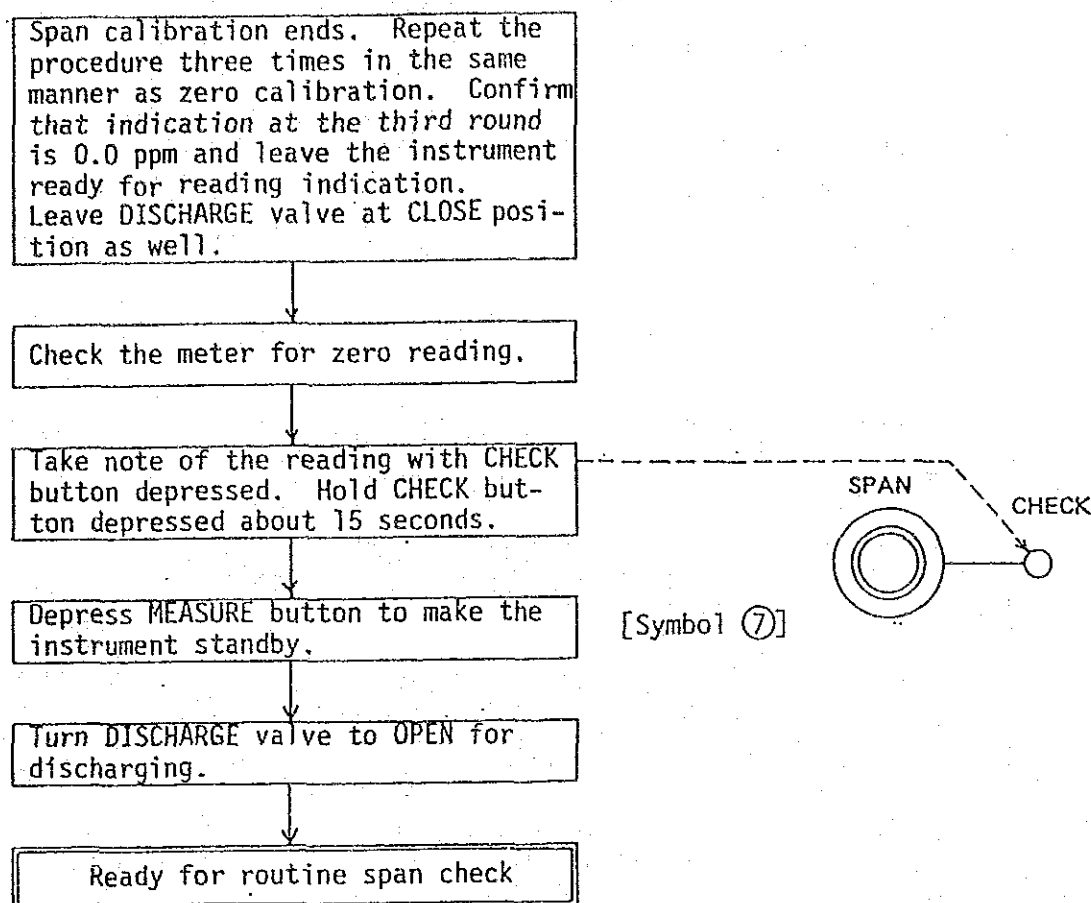 Span calibration ends. Repeat the
procedure three times in the same
manner as zero calibration. Confirm
that indication at the third round
is 0.0 ppm and leave the instrument
ready for reading indication.
Leave DISCHARGE valve at CLOSE posi-
tion as well.
Check the meter for zero reading.
Take note of the reading with CHECK
button depressed. Hold CHECK but-
ton depressed about 15 seconds.
SPAN
CHECK
Depress MEASURE button to make the
instrument standby.
[Symbol ⑦]
Turn DISCHARGE valve to OPEN for
discharging.
Ready for routine span check